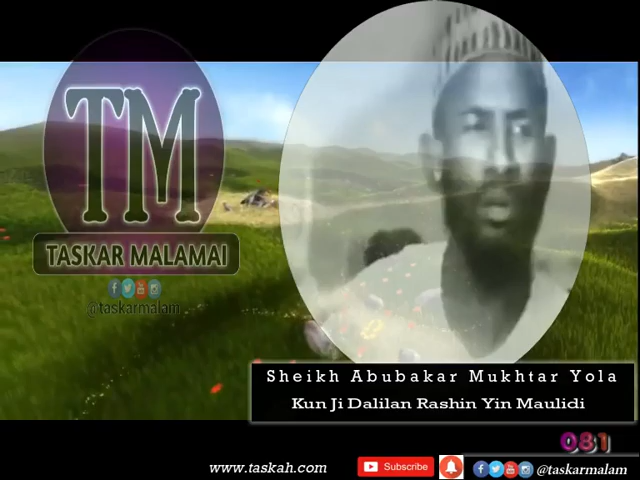 TM
TASKAR MALAMAI
@taskarmalam
Sheikh Abubakar Mukhtar Yola
Kun Ji Dalilan Rashin Yin Maulidi
081
www.taskah.com
Subscribe
@taskarmalam